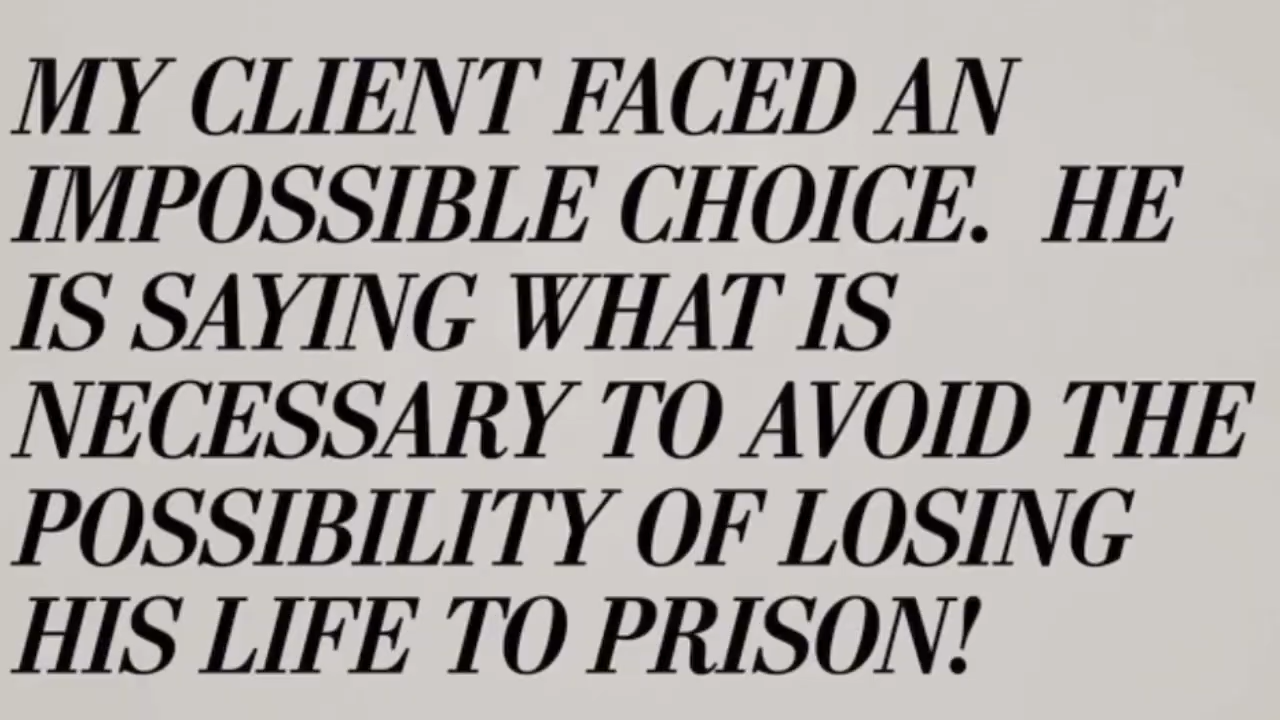 MY CLIENT FACED AN
IMPOSSIBLE CHOICE.  HE
IS SAYING WHAT IS
NECESSARY TO AVOID THE
POSSIBILITY OF LOSING
HIS LIFE TO PRISON!